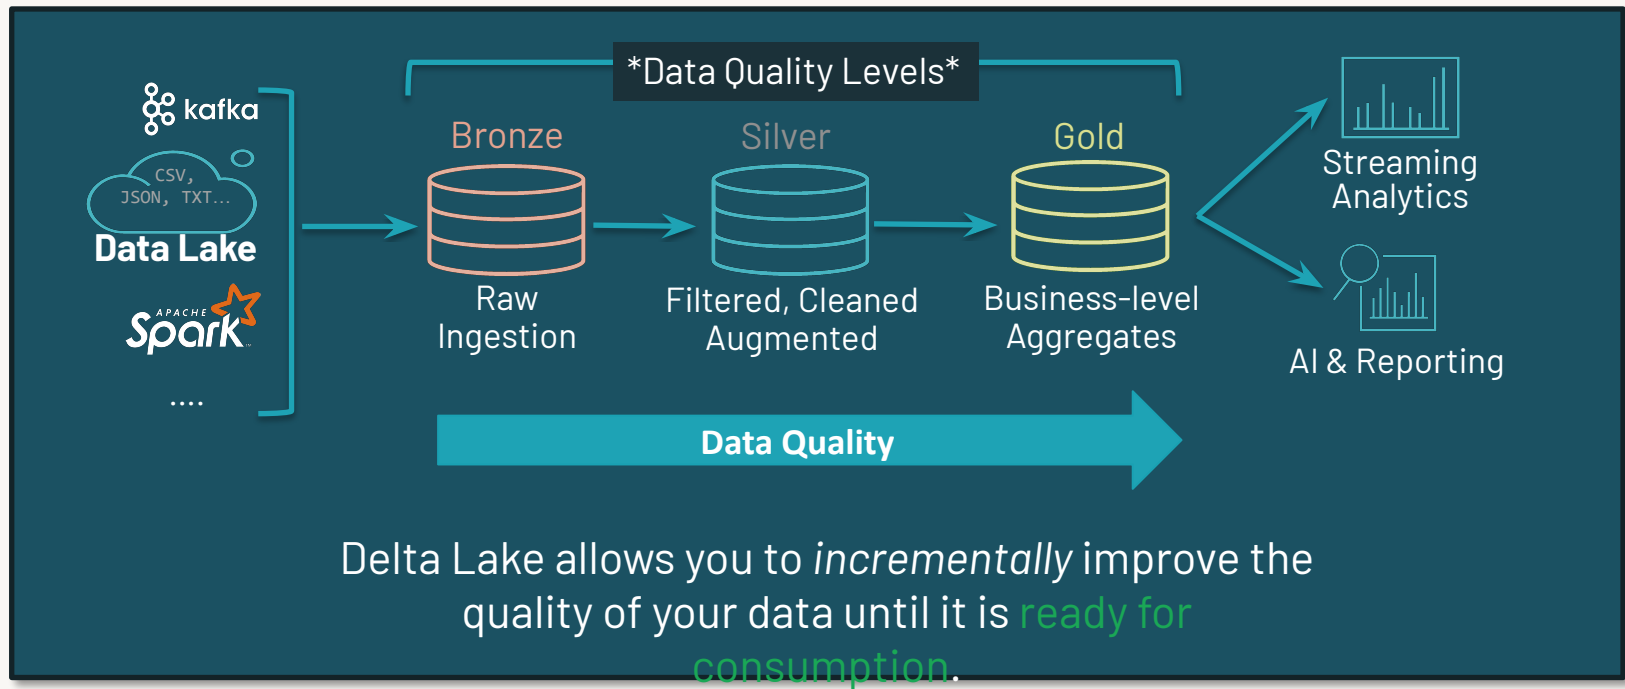 *Data Quality Levels*
kafka
CSV,
JSON, TXT...
Data Lake
APACHE
Spark
....
Bronze
Raw
Ingestion
Silver
Filtered, Cleaned
Augmented
Gold
Business-level
Aggregates
Streaming
Analytics
AI & Reporting
Data Quality
Delta Lake allows you to incrementally improve the
quality of your data until it is ready for
consumption.